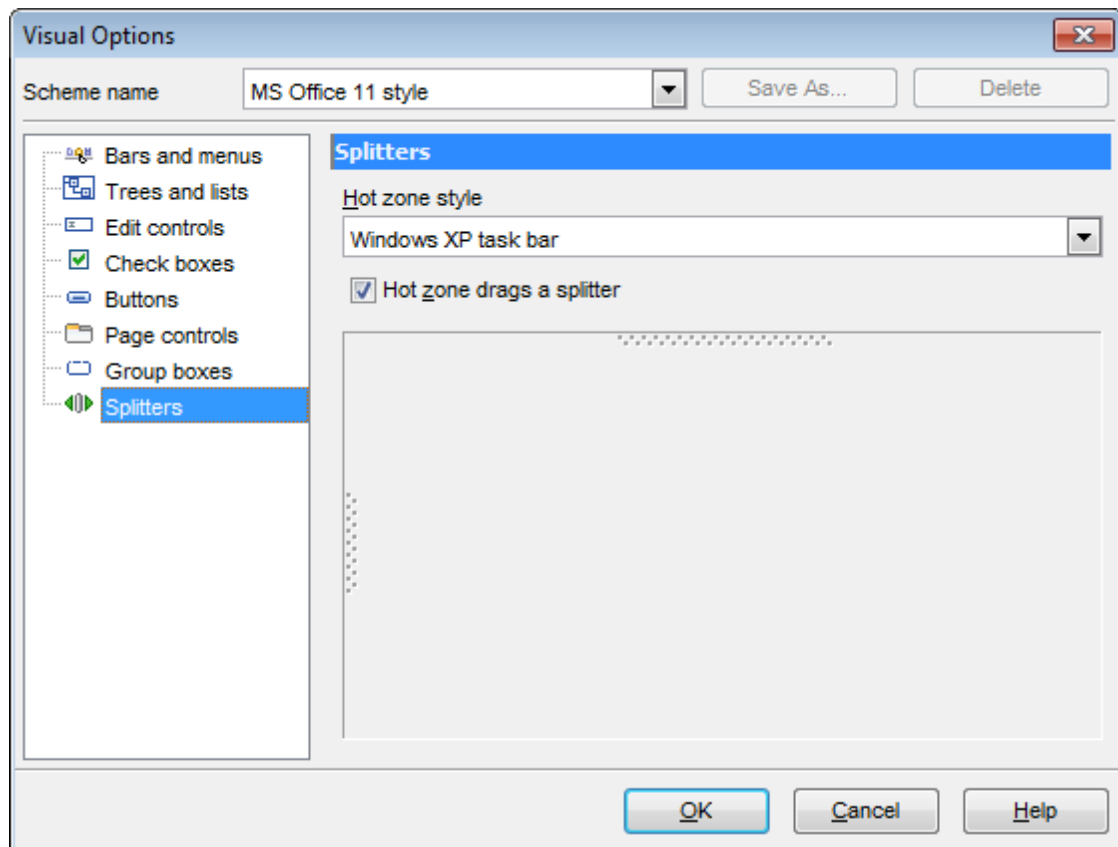 Visual Options
Scheme name MS Office 11 style Save As... Delete
Bars and menus
Trees and lists
Edit controls
Check boxes
Buttons
Page controls
Group boxes
Splitters
Splitters
Hot zone style
Windows XP task bar
Hot zone drags a splitter
OK Cancel Help